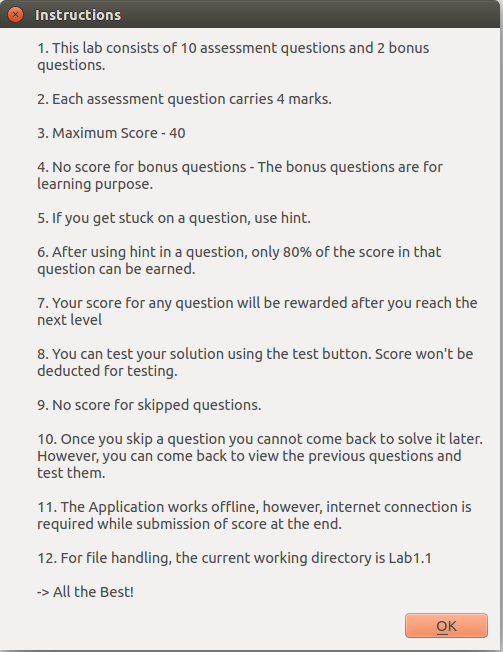 Instructions
1. This lab consists of 10 assessment questions and 2 bonus
questions.
2. Each assessment question carries 4 marks.
3. Maximum Score - 40
4. No score for bonus questions - The bonus questions are for
learning purpose.
5. If you get stuck on a question, use hint.
6. After using hint in a question, only 80% of the score in that
question can be earned.
7. Your score for any question will be rewarded after you reach the
next level
8. You can test your solution using the test button. Score won't be
deducted for testing.
9. No score for skipped questions.
10. Once you skip a question you cannot come back to solve it later.
However, you can come back to view the previous questions and
test them.
11. The Application works offline, however, internet connection is
required while submission of score at the end.
12. For file handling, the current working directory is Lab1.1
-> All the Best!
OK